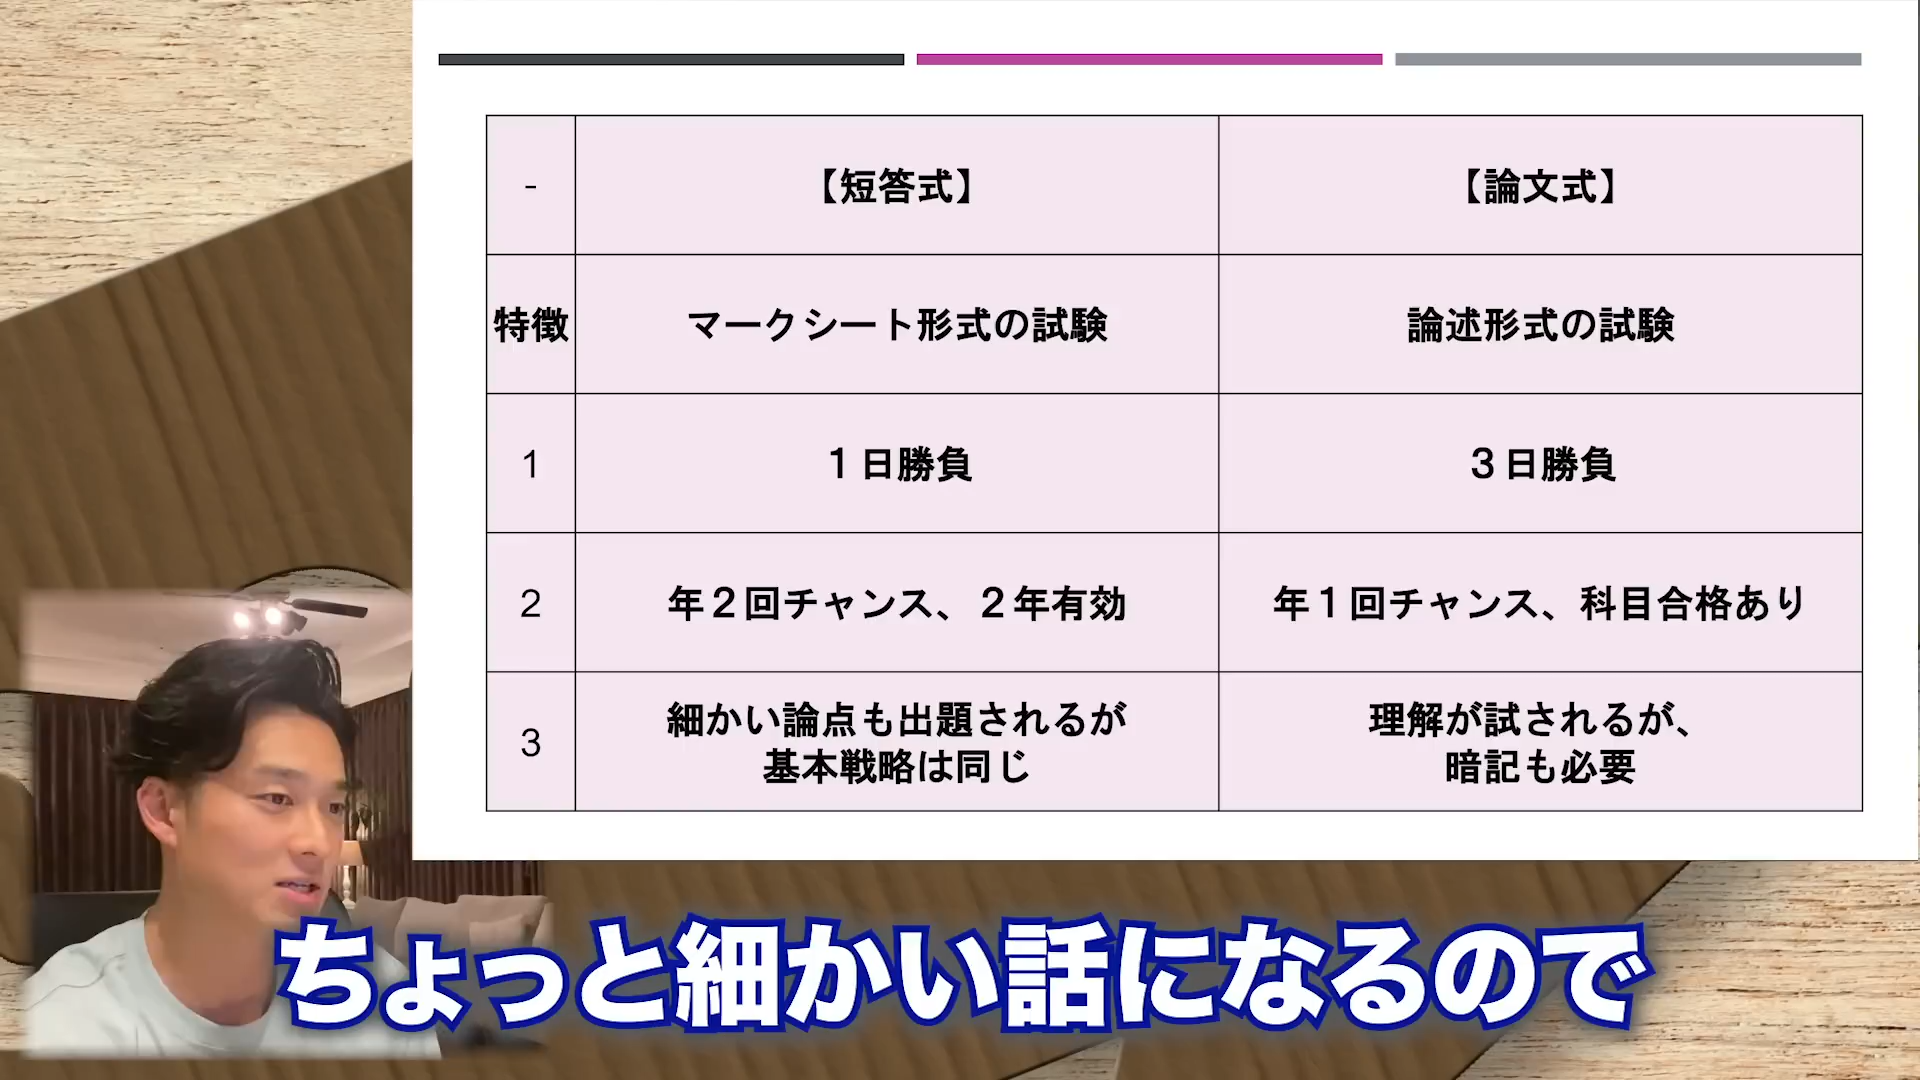 -
【短答式】
【論文式】
特徴
マークシート形式の試験
論述形式の試験
1
１日勝負
３日勝負
2
年２回チャンス、２年有効
年１回チャンス、科目合格あり
3
細かい論点も出題されるが
基本戦略は同じ
理解が試されるが、
暗記も必要
ちょっと細かい話になるので